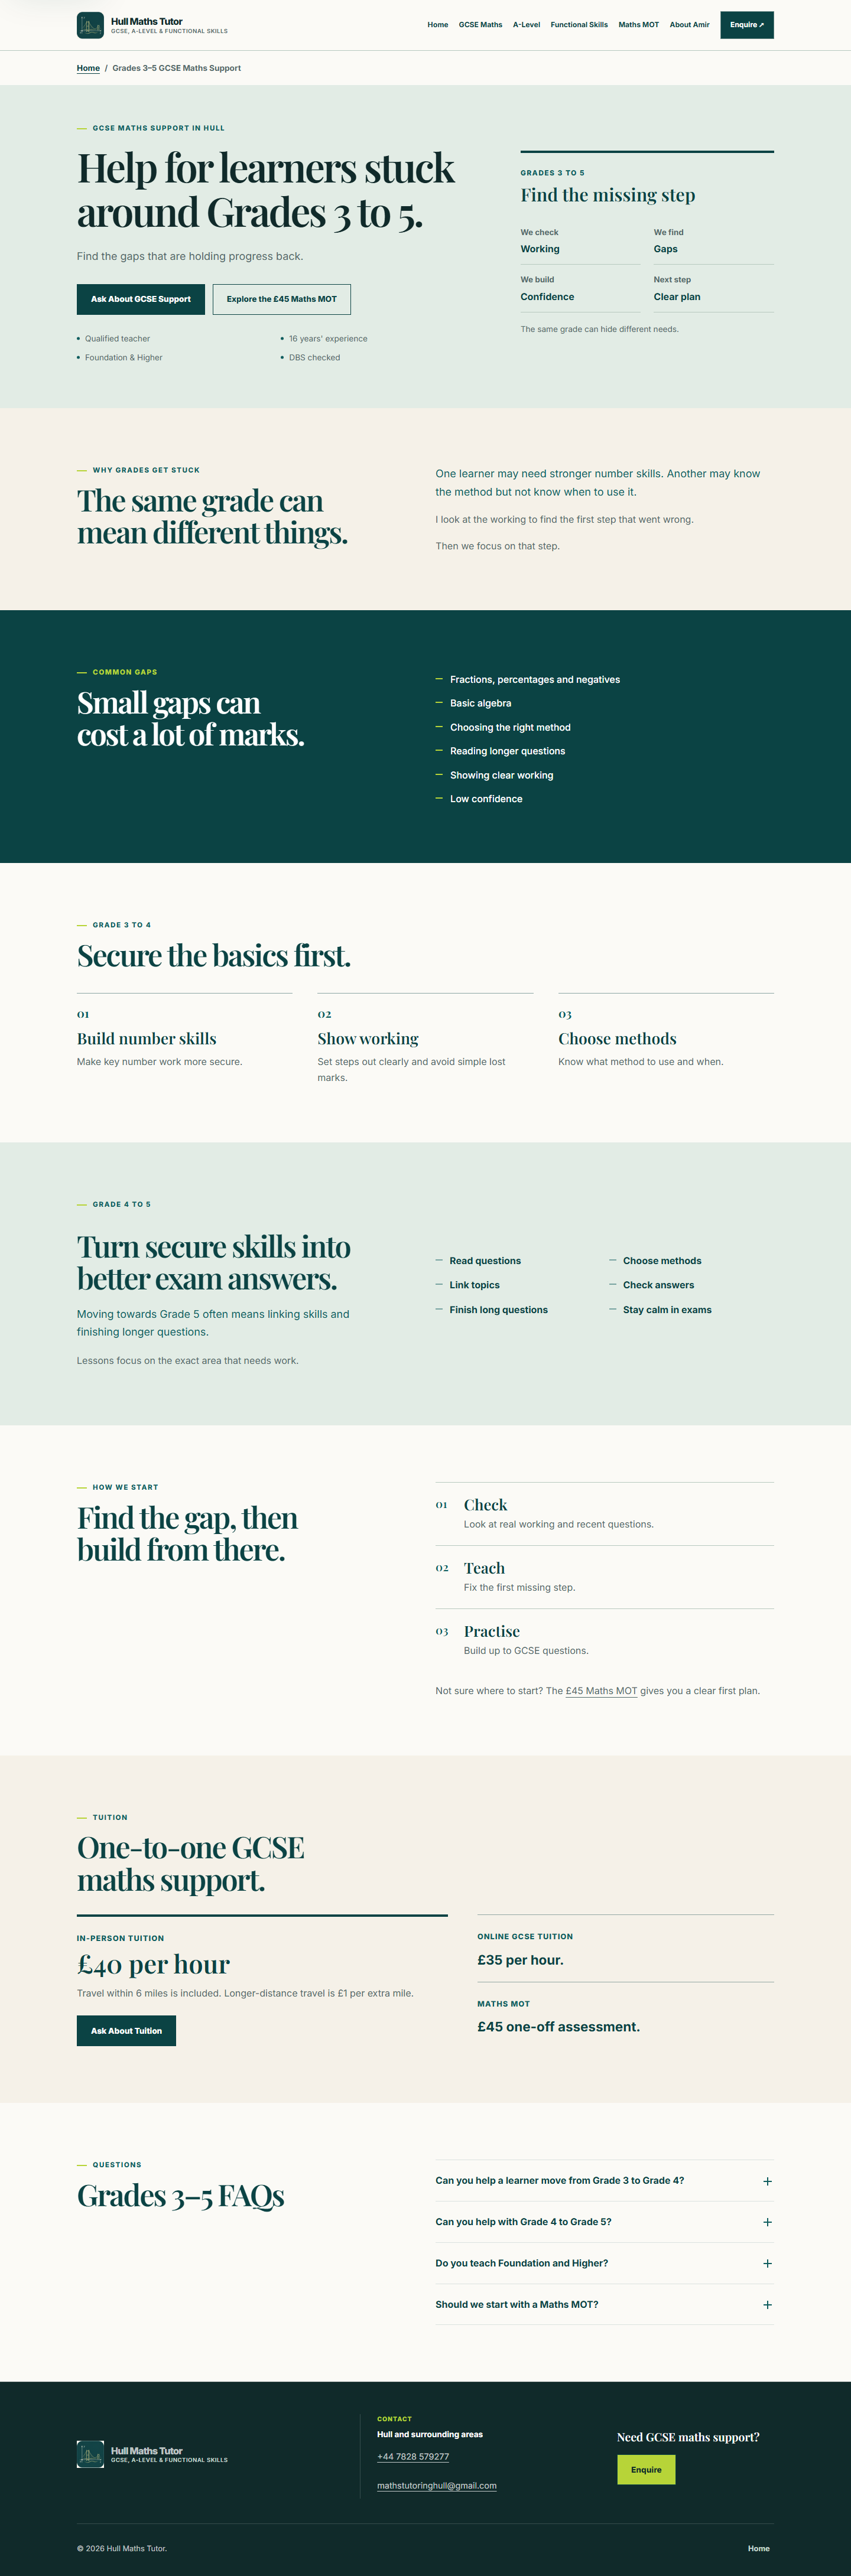 Hull Maths Tutor
GCSE, A-LEVEL & FUNCTIONAL SKILLS
Home
GCSE Maths
A-Level
Functional Skills
Maths MOT
About Amir
Enquire ↗
Home / Grades 3–5 GCSE Maths Support
GCSE MATHS SUPPORT IN HULL
Help for learners stuck
around Grades 3 to 5.
Find the gaps that are holding progress back.
Ask About GCSE Support
Explore the £45 Maths MOT
Qualified teacher
16 years' experience
Foundation & Higher
DBS checked
GRADES 3 TO 5
Find the missing step
We check
Working
We find
Gaps
We build
Confidence
Next step
Clear plan
The same grade can hide different needs.
WHY GRADES GET STUCK
The same grade can
mean different things.
One learner may need stronger number skills. Another may know
the method but not know when to use it.
I look at the working to find the first step that went wrong.
Then we focus on that step.
COMMON GAPS
Small gaps can
cost a lot of marks.
Fractions, percentages and negatives
Basic algebra
Choosing the right method
Reading longer questions
Showing clear working
Low confidence
GRADE 3 TO 4
Secure the basics first.
01
Build number skills
Make key number work more secure.
02
Show working
Set steps out clearly and avoid simple lost
marks.
03
Choose methods
Know what method to use and when.
GRADE 4 TO 5
Turn secure skills into
better exam answers.
Moving towards Grade 5 often means linking skills and
finishing longer questions.
Lessons focus on the exact area that needs work.
Read questions
Choose methods
Link topics
Check answers
Finish long questions
Stay calm in exams
HOW WE START
Find the gap, then
build from there.
01
Check
Look at real working and recent questions.
02
Teach
Fix the first missing step.
03
Practise
Build up to GCSE questions.
Not sure where to start? The £45 Maths MOT gives you a clear first plan.
TUITION
One-to-one GCSE
maths support.
IN-PERSON TUITION
£40 per hour
Travel within 6 miles is included. Longer-distance travel is £1 per extra mile.
Ask About Tuition
ONLINE GCSE TUITION
£35 per hour.
MATHS MOT
£45 one-off assessment.
QUESTIONS
Grades 3–5 FAQs
Can you help a learner move from Grade 3 to Grade 4?
Can you help with Grade 4 to Grade 5?
Do you teach Foundation and Higher?
Should we start with a Maths MOT?
Hull Maths Tutor
GCSE, A-LEVEL & FUNCTIONAL SKILLS
CONTACT
Hull and surrounding areas
+44 7828 579277
mathstutoringhull@gmail.com
Need GCSE maths support?
Enquire
© 2026 Hull Maths Tutor.
Home